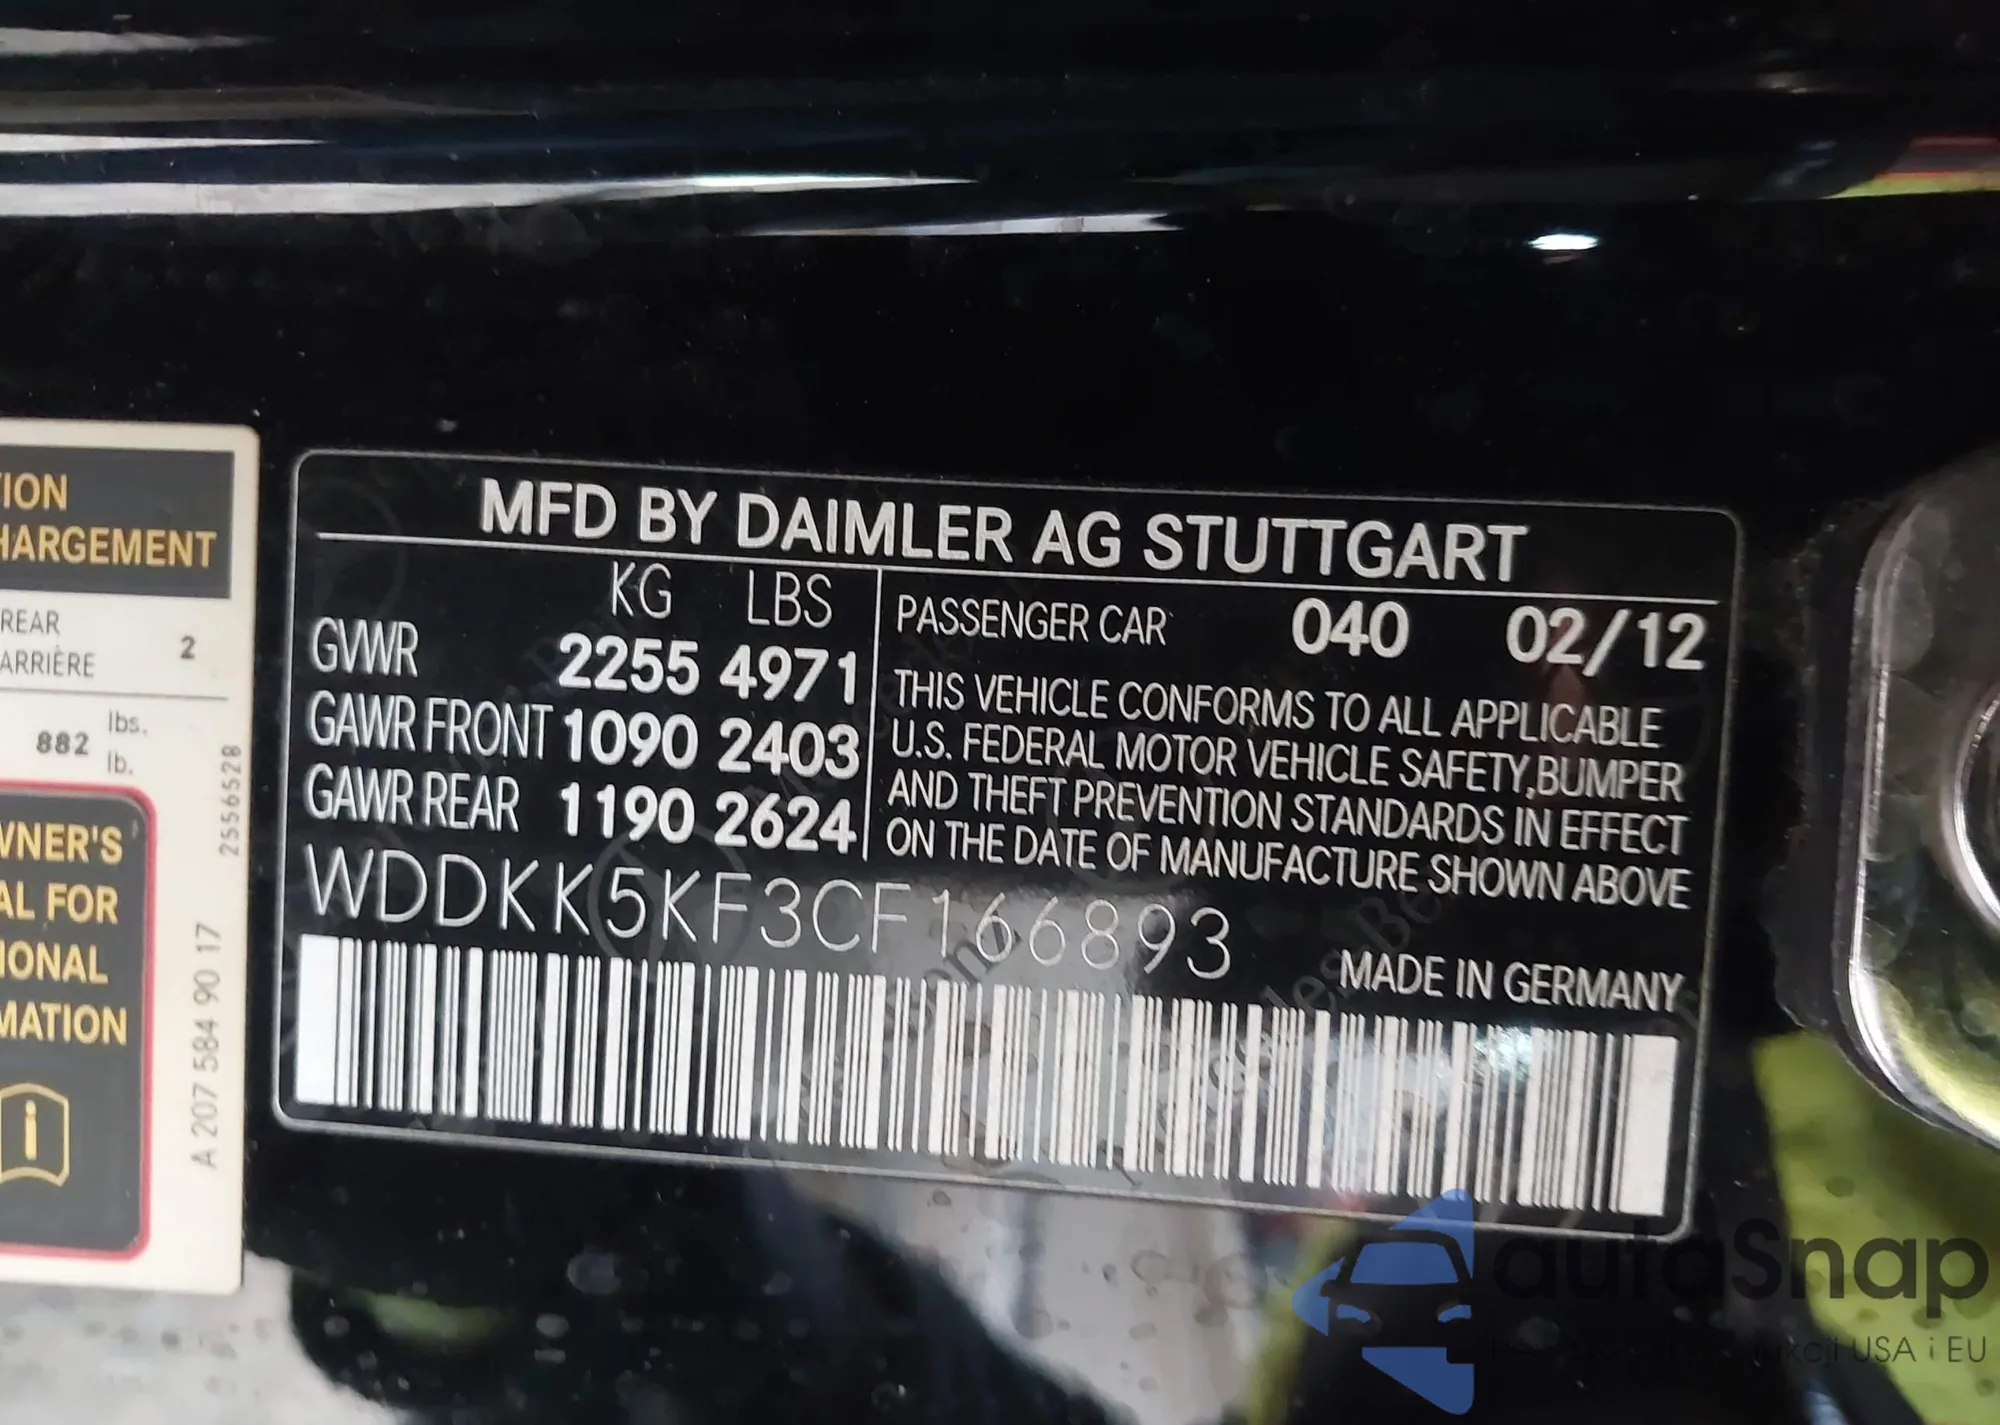 MFD BY DAIMLER AG STUTTGART
KG LBS
GVWR 2255 4971
GAWR FRONT 1090 2403
GAWR REAR 1190 2624
PASSENGER CAR 040 02/12
THIS VEHICLE CONFORMS TO ALL APPLICABLE
U.S. FEDERAL MOTOR VEHICLE SAFETY, BUMPER
AND THEFT PREVENTION STANDARDS IN EFFECT
ON THE DATE OF MANUFACTURE SHOWN ABOVE
WDDKK5KF3CF166893
MADE IN GERMANY
TION
HARGEMENT
REAR
ARRIÈRE
2
882 lbs.
lb.
WNER'S
AL FOR
IONAL
MATION
i
2556528
A 207 584 90 17
autoSnap
USA i EU